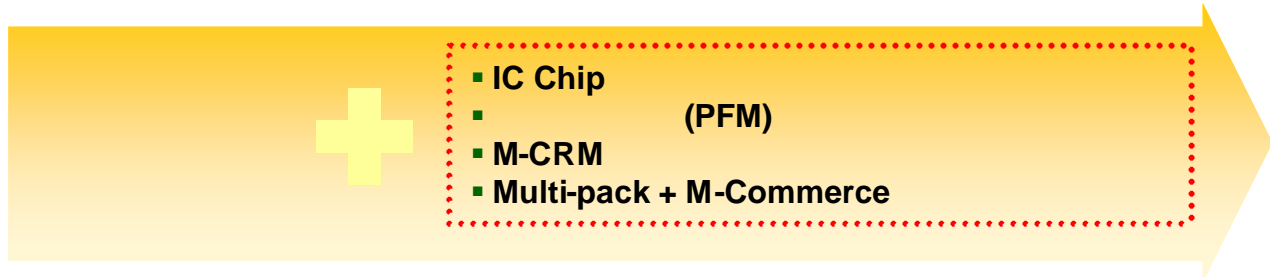 ▪ IC Chip
▪ (PFM)
▪ M-CRM
▪ Multi-pack + M-Commerce